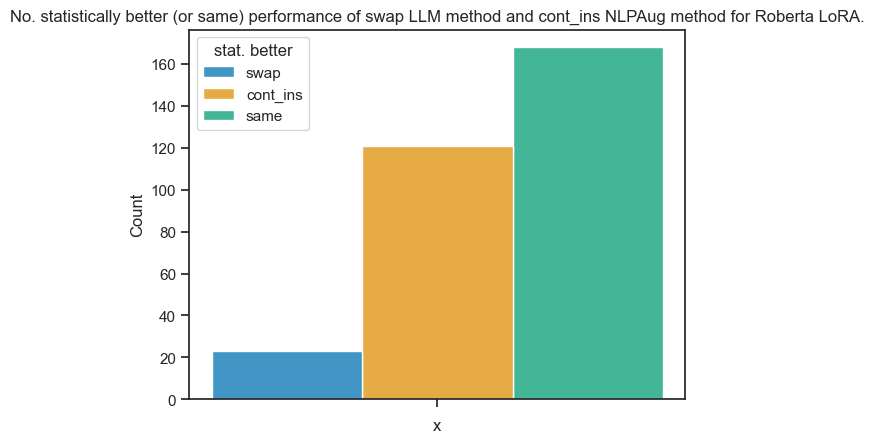 No. statistically better (or same) performance of swap LLM method and cont_ins NLPAug method for Roberta LoRA.
stat. better
swap
cont_ins
same
160
140
120
100
80
60
40
20
0
Count
x